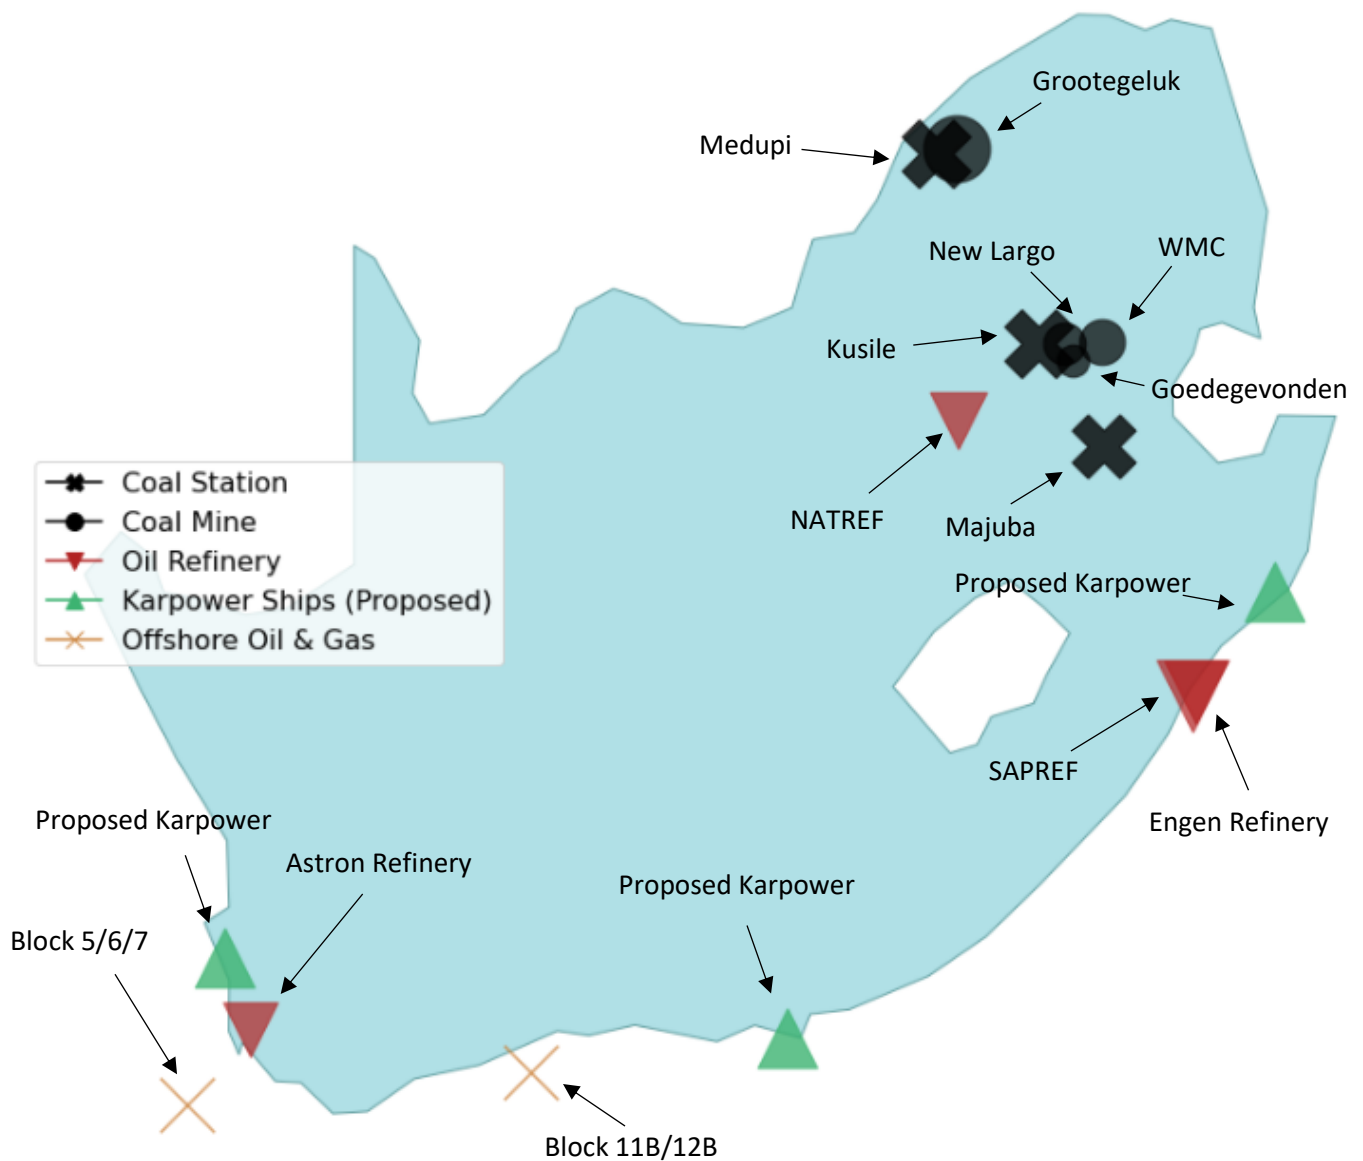 Grootegeluk
Medupi
New Largo
WMC
Kusile
Goedegevonden
Coal Station
Coal Mine
Oil Refinery
Karpower Ships (Proposed)
Offshore Oil & Gas
NATREF
Majuba
Proposed Karpower
SAPREF
Engen Refinery
Proposed Karpower
Astron Refinery
Proposed Karpower
Block 5/6/7
Block 11B/12B